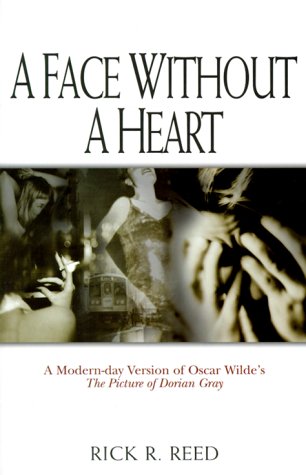 A FACE WITHOUT
A HEART
A Modern-day Version of Oscar Wilde's
The Picture of Dorian Gray
RICK R. REED